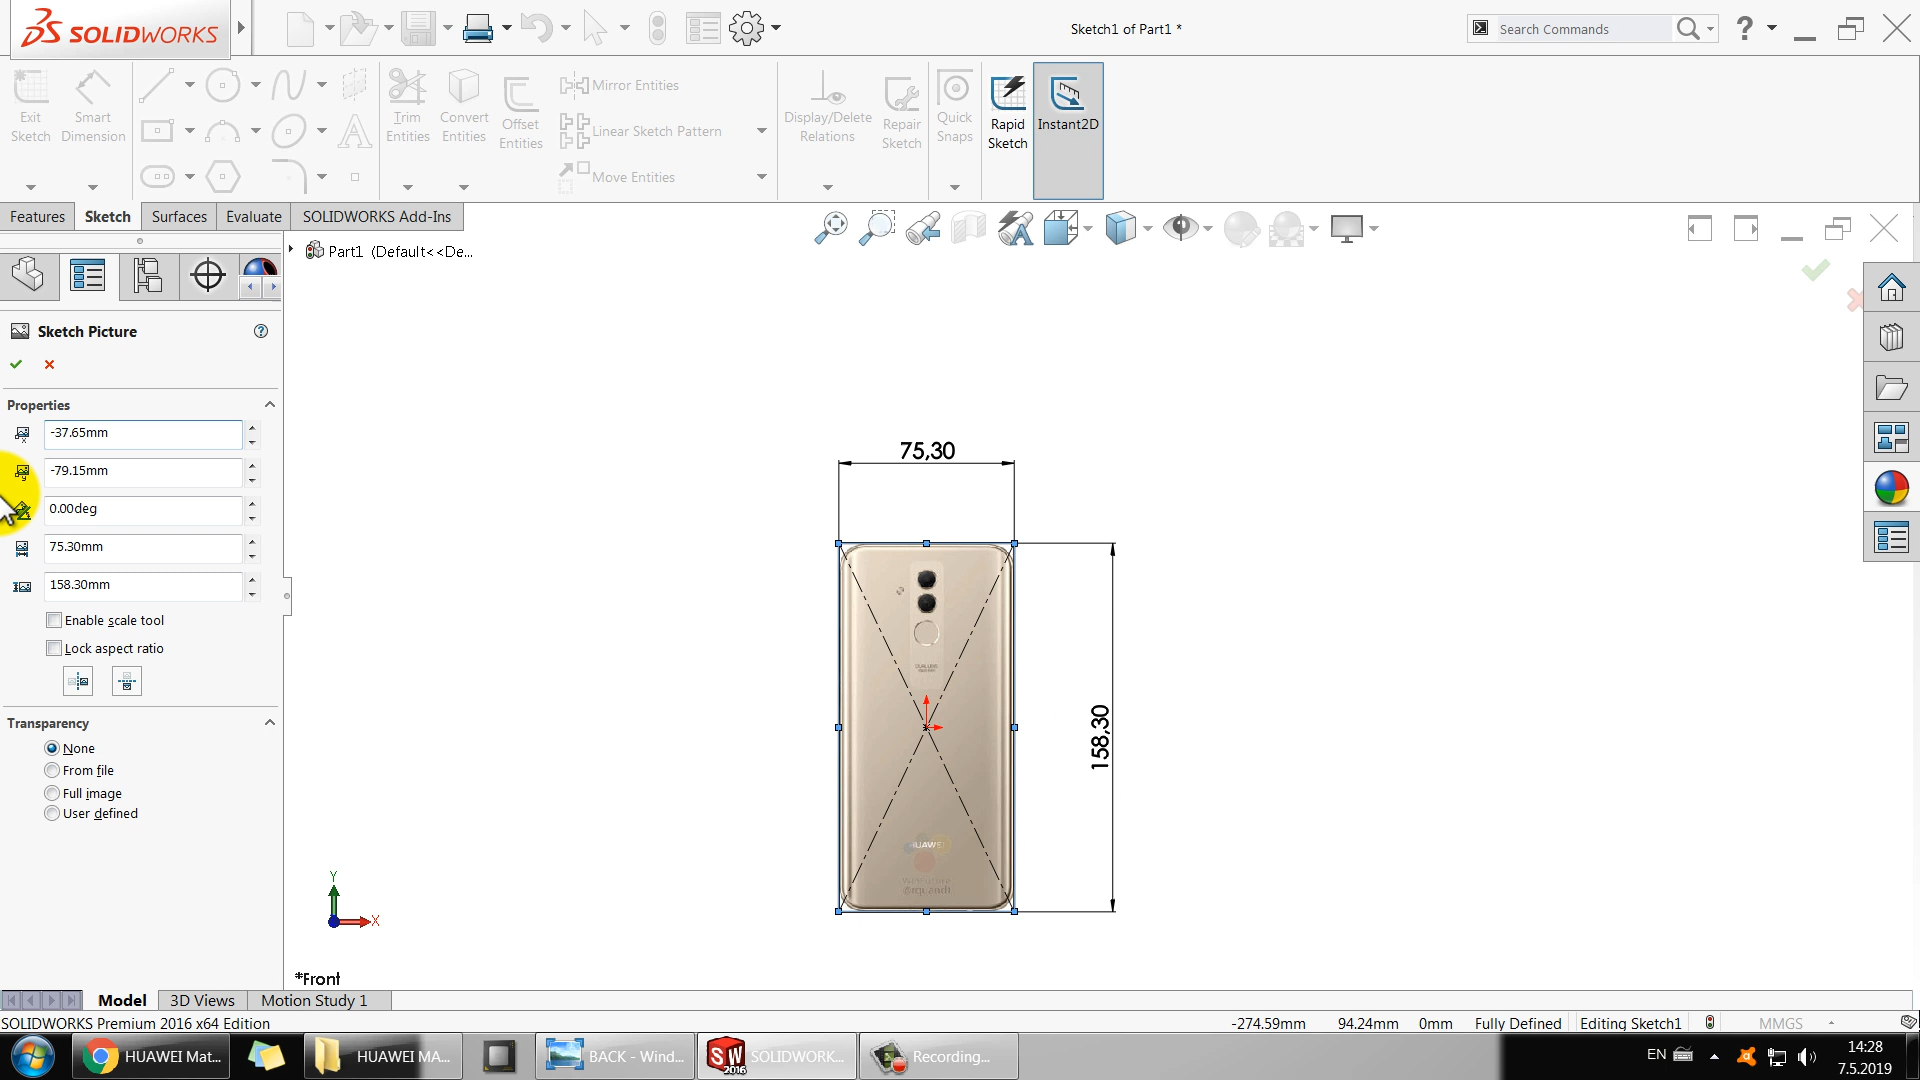 SOLIDWORKS
Sketch1 of Part1 *
Search Commands
Exit Sketch
Smart Dimension
Trim Entities
Convert Entities
Offset Entities
Mirror Entities
Linear Sketch Pattern
Move Entities
Display/Delete Relations
Repair Sketch
Quick Snaps
Rapid Sketch
Instant2D
Features
Sketch
Surfaces
Evaluate
SOLIDWORKS Add-Ins
Part1 (Default<<De...
Sketch Picture
Properties
-37.65mm
-79.15mm
0.00deg
75.30mm
158.30mm
Enable scale tool
Lock aspect ratio
Transparency
None
From file
Full image
User defined
75,30
158,30
DUAL LENS
HUAWEI
@rquandt
Y
X
*Front
Model
3D Views
Motion Study 1
SOLIDWORKS Premium 2016 x64 Edition
-274.59mm
94.24mm
0mm
Fully Defined
Editing Sketch1
MMGS
HUAWEI Mat...
HUAWEI MA...
BACK - Wind...
SW 2016
SOLIDWORK...
Recording...
EN
14:28
7.5.2019